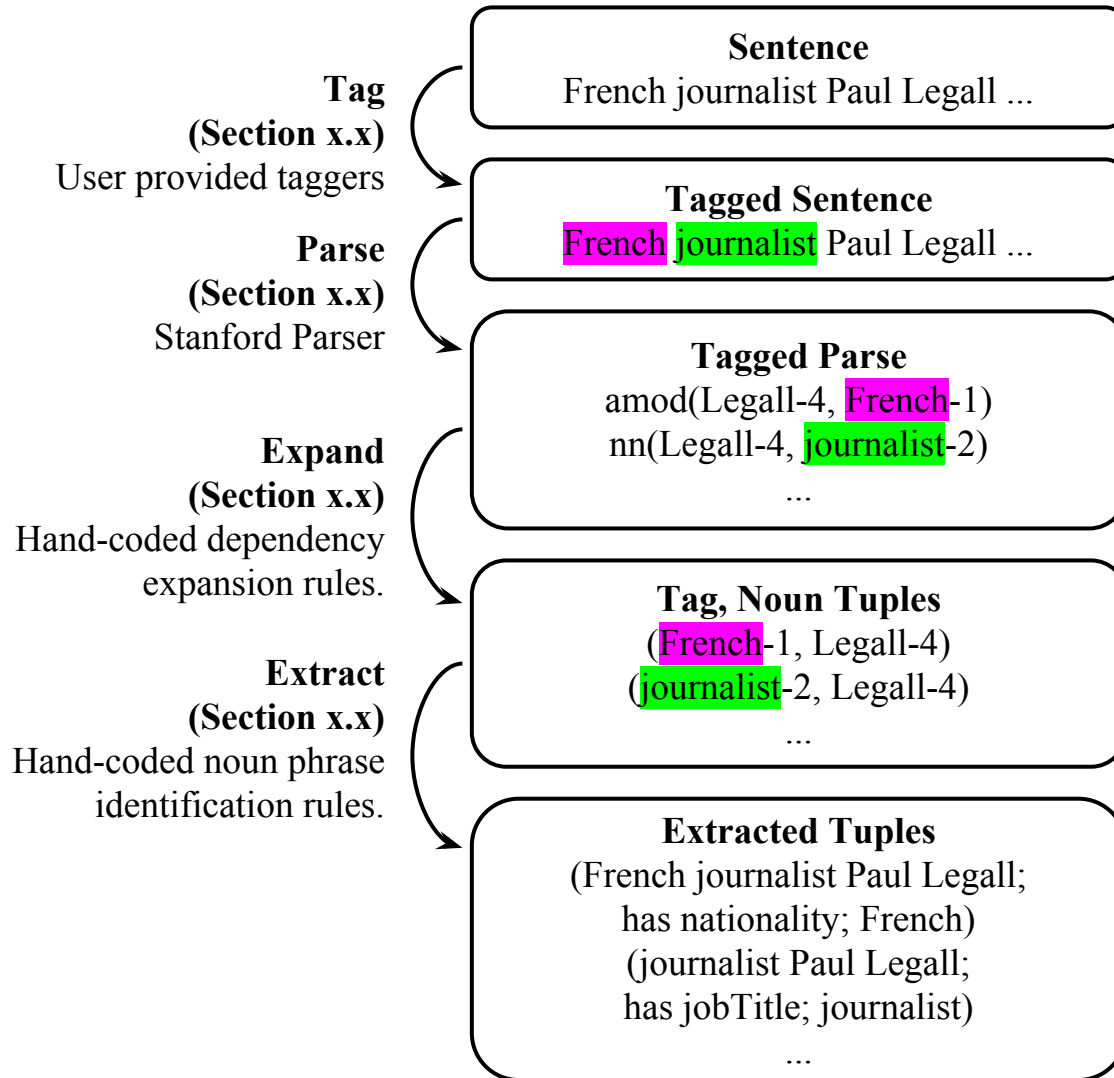 Sentence
French journalist Paul Legall ...
Tag
(Section x.x)
User provided taggers
Tagged Sentence
French journalist Paul Legall ...
Parse
(Section x.x)
Stanford Parser
Tagged Parse
amod(Legall-4, French-1)
nn(Legall-4, journalist-2)
...
Expand
(Section x.x)
Hand-coded dependency
expansion rules.
Tag, Noun Tuples
(French-1, Legall-4)
(journalist-2, Legall-4)
...
Extract
(Section x.x)
Hand-coded noun phrase
identification rules.
Extracted Tuples
(French journalist Paul Legall;
has nationality; French)
(journalist Paul Legall;
has jobTitle; journalist)
...